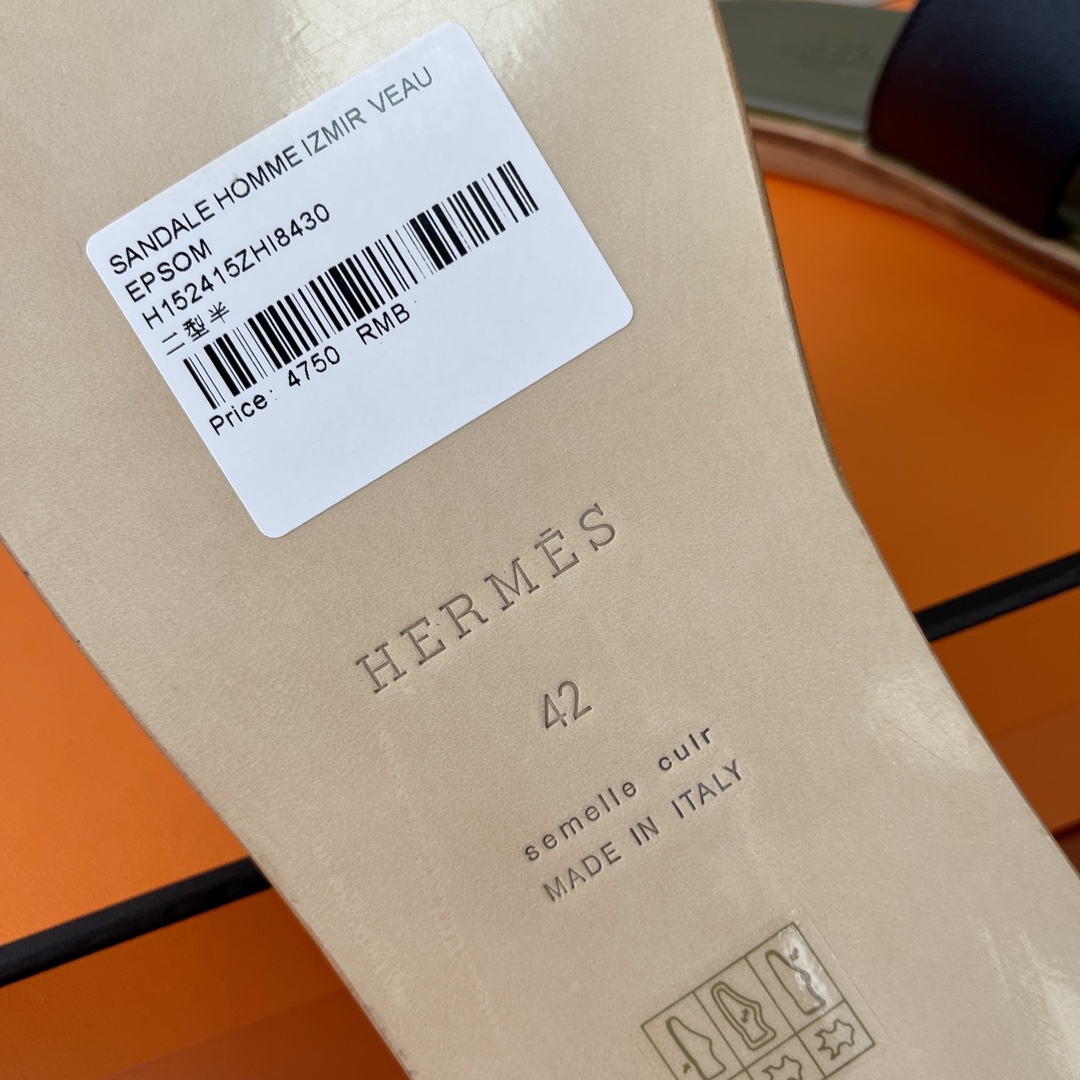 SANDALE HOMME IZMIR VEAU
EPSOM
H152415ZHI8430
二型半
Price: 4750 RMB
HERMĒS
42
semelle cuIr
MADE IN ITALY